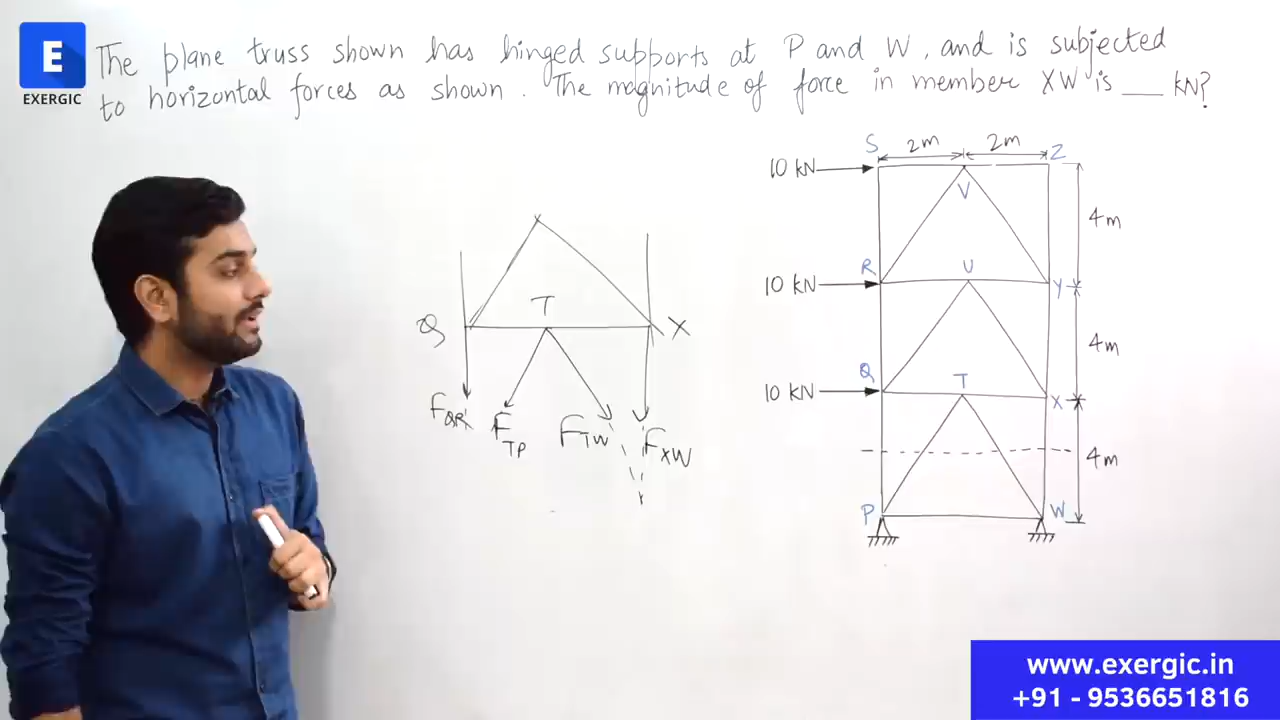 E
EXERGIC
The plane truss shown has hinged supports at P and W, and is subjected
to horizontal forces as shown. The magnitude of force in member XW is ___ kN?
S 2m 2m Z
10 kN
V
4m
R U
10 kN Y
4m
Q T
10 kN X
4m
P W
T
Q X
F_QR F_TP F_TW F_XW
www.exergic.in
+91 - 9536651816